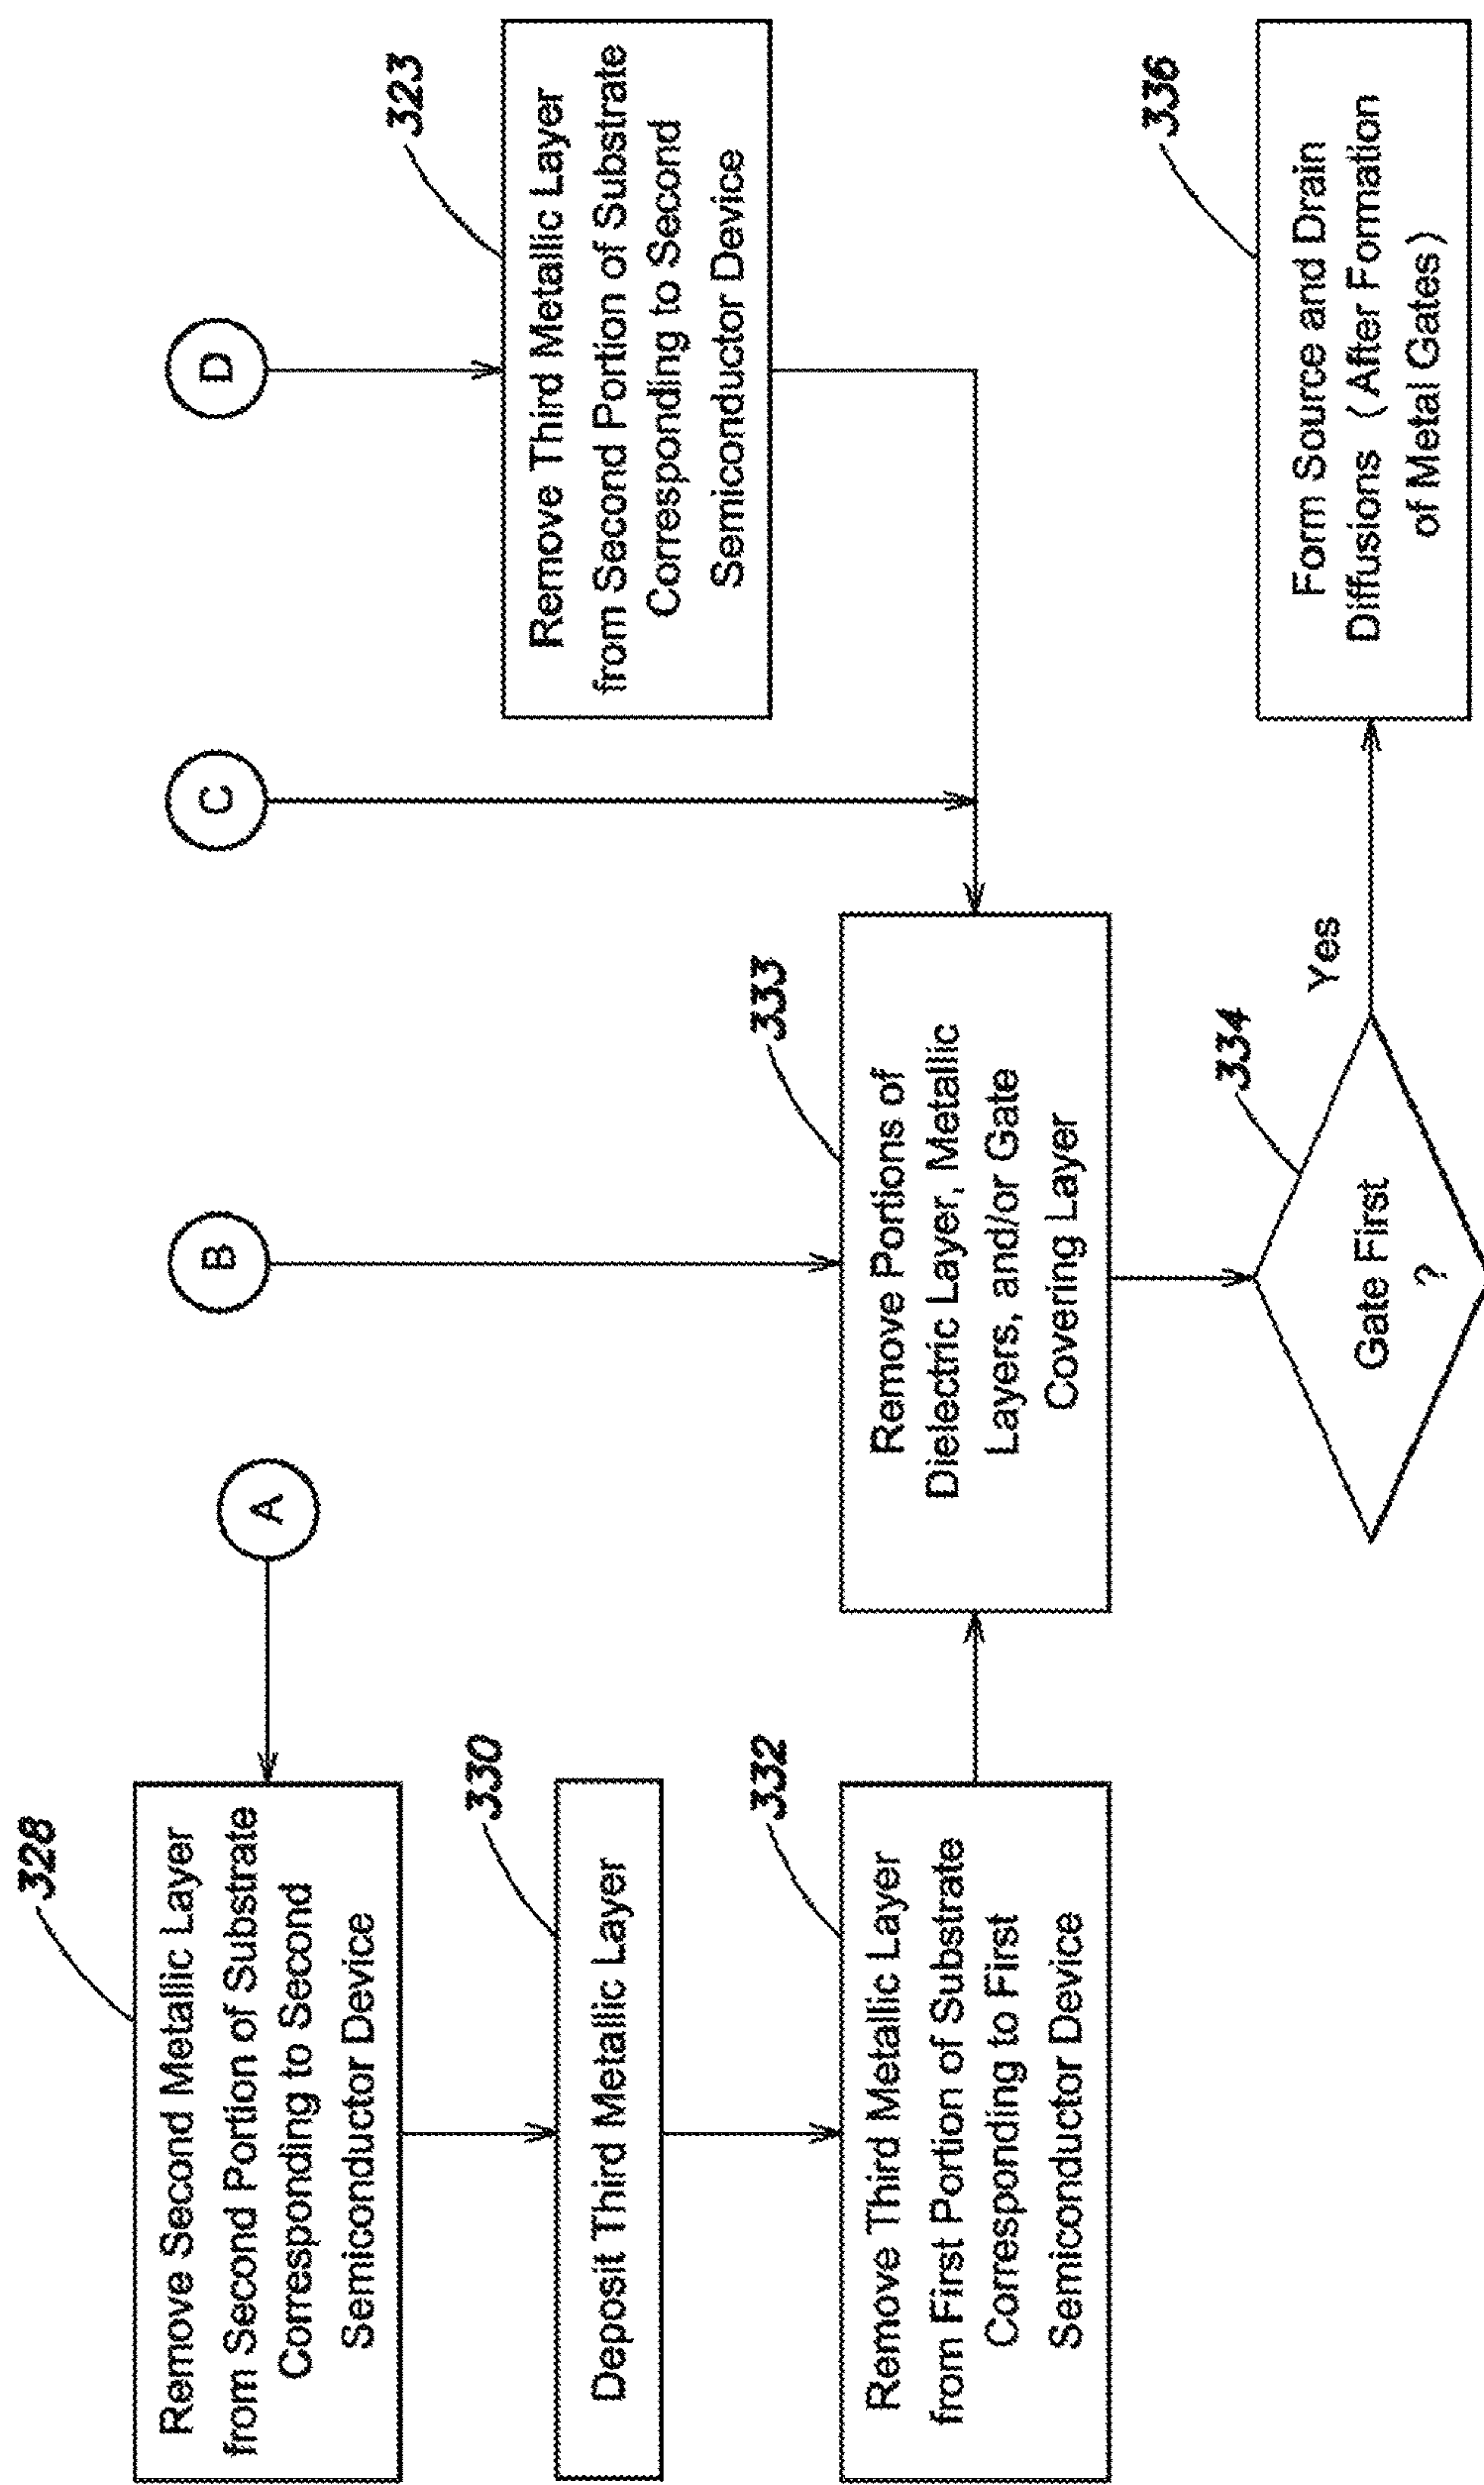 A
B
C
D
328
Remove Second Metallic Layer
from Second Portion of Substrate
Corresponding to Second
Semiconductor Device
323
Remove Third Metallic Layer
from Second Portion of Substrate
Corresponding to Second
Semiconductor Device
330
Deposit Third Metallic Layer
332
Remove Third Metallic Layer
from First Portion of Substrate
Corresponding to First
Semiconductor Device
333
Remove Portions of
Dielectric Layer, Metallic
Layers, and/or Gate
Covering Layer
334
Gate First
?
Yes
336
Form Source and Drain
Diffusions (After Formation
of Metal Gates)